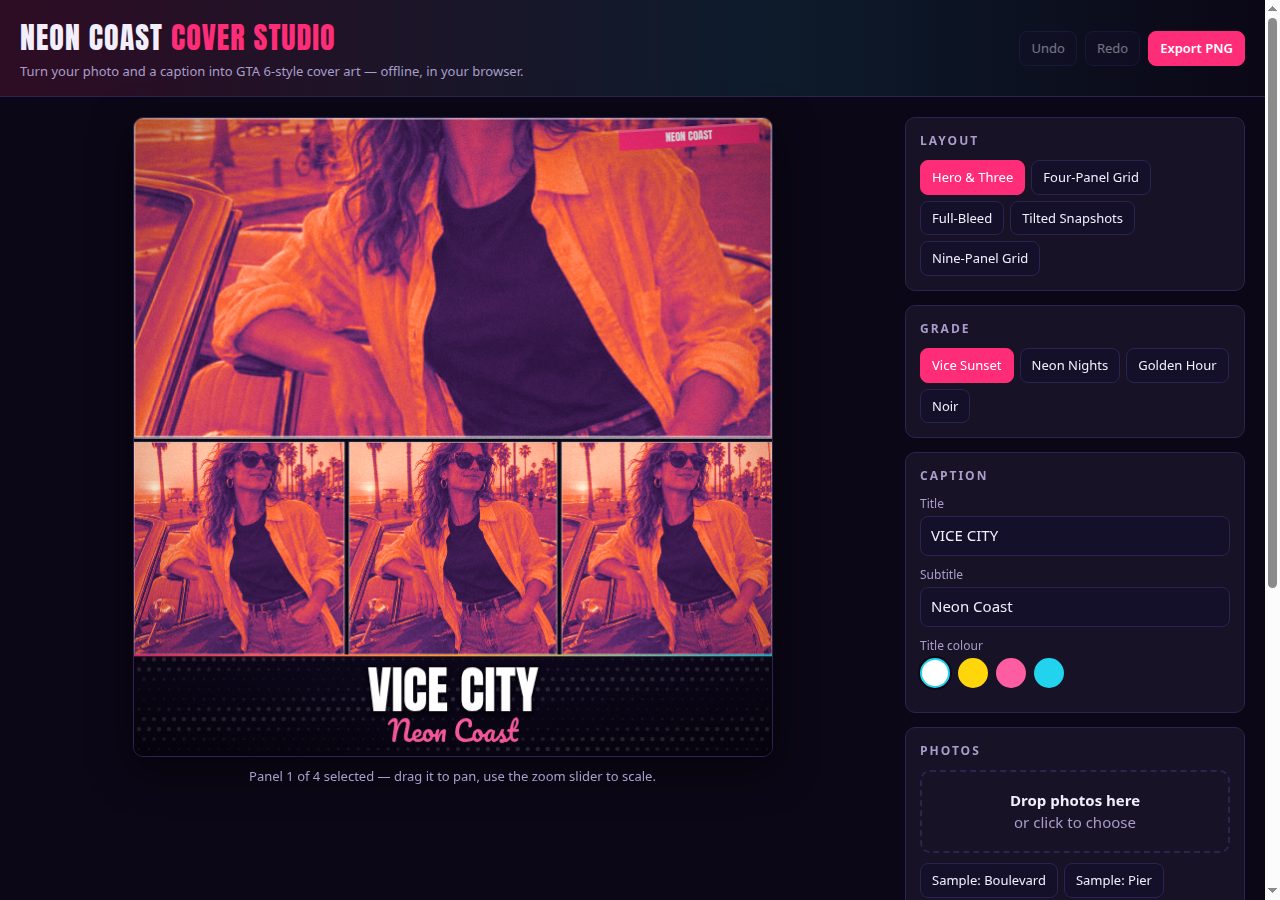 NEON COAST COVER STUDIO
Turn your photo and a caption into GTA 6-style cover art — offline, in your browser.
Undo
Redo
Export PNG
NEON COAST
VICE CITY
Neon Coast
Panel 1 of 4 selected — drag it to pan, use the zoom slider to scale.
LAYOUT
Hero & Three
Four-Panel Grid
Full-Bleed
Tilted Snapshots
Nine-Panel Grid
GRADE
Vice Sunset
Neon Nights
Golden Hour
Noir
CAPTION
Title
VICE CITY
Subtitle
Neon Coast
Title colour
PHOTOS
Drop photos here
or click to choose
Sample: Boulevard
Sample: Pier